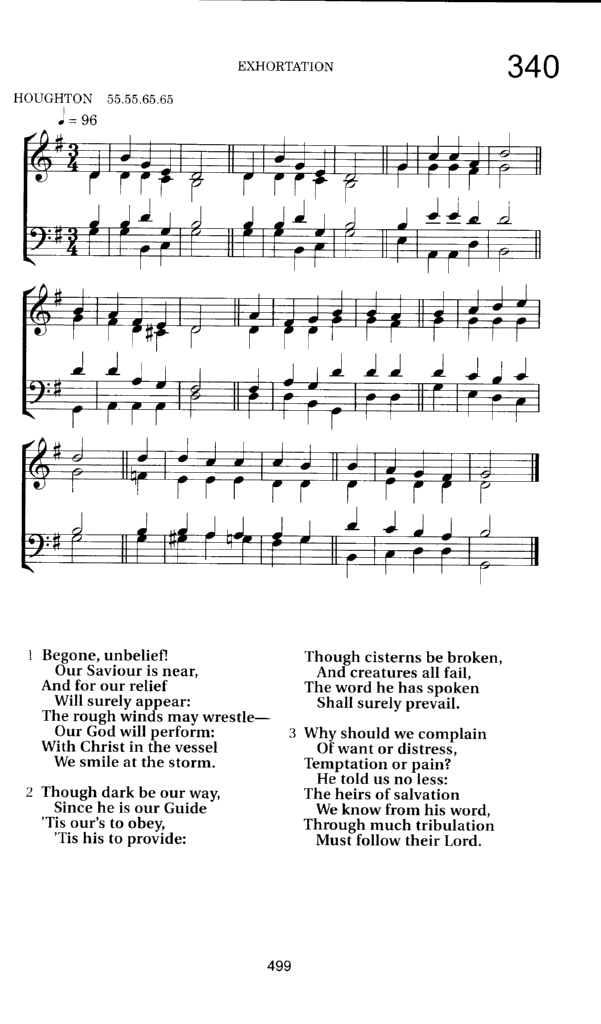 EXHORTATION 340
HOUGHTON 55.55.65.65
♩ = 96
1 Begone, unbelief!
Our Saviour is near,
And for our relief
Will surely appear:
The rough winds may wrestle—
Our God will perform:
With Christ in the vessel
We smile at the storm.
2 Though dark be our way,
Since he is our Guide
'Tis our's to obey,
'Tis his to provide:
Though cisterns be broken,
And creatures all fail,
The word he has spoken
Shall surely prevail.
3 Why should we complain
Of want or distress,
Temptation or pain?
He told us no less:
The heirs of salvation
We know from his word,
Through much tribulation
Must follow their Lord.
499